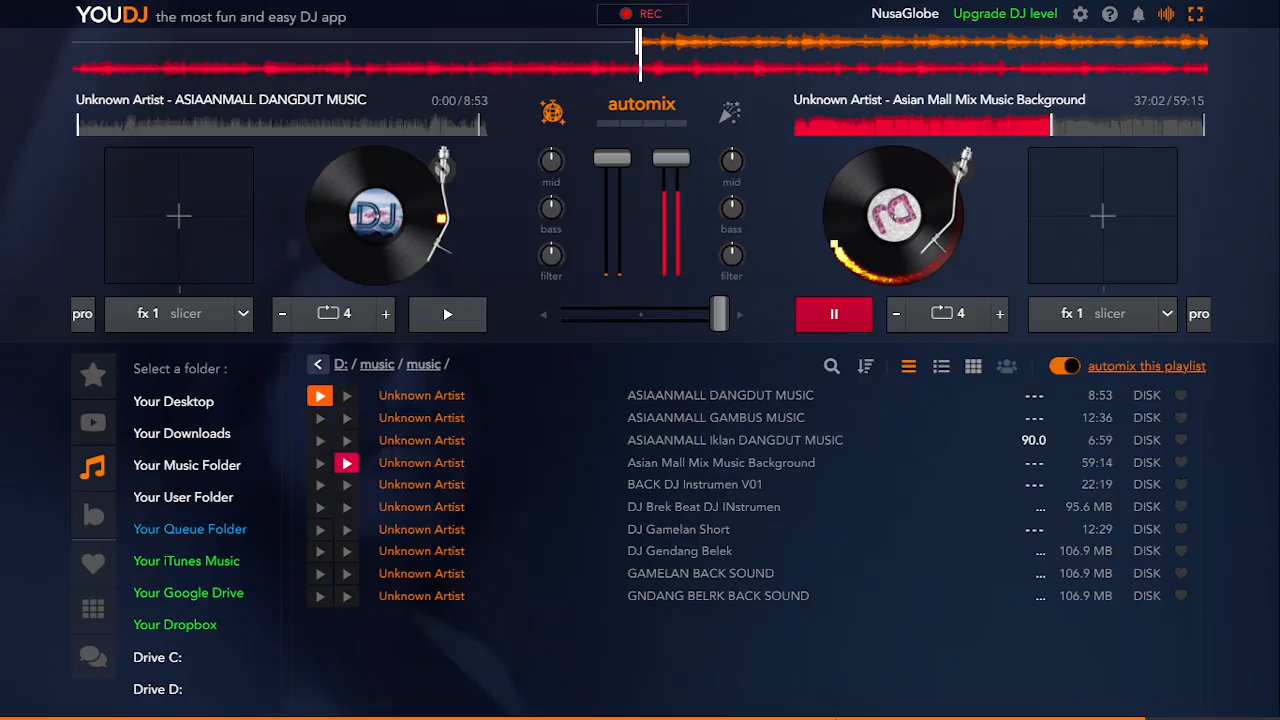 YOUDJ the most fun and easy DJ app
REC
NusaGlobe
Upgrade DJ level
Unknown Artist - ASIAANMALL DANGDUT MUSIC
0:00/8:53
automix
Unknown Artist - Asian Mall Mix Music Background
37:02/59:15
mid
mid
bass
bass
filter
filter
DJ
DJ
pro
fx 1 slicer
- 4 +
- 4 +
fx 1 slicer
pro
Select a folder :
Your Desktop
Your Downloads
Your Music Folder
Your User Folder
Your Queue Folder
Your iTunes Music
Your Google Drive
Your Dropbox
Drive C:
Drive D:
D: / music / music /
automix this playlist
Unknown Artist ASIAANMALL DANGDUT MUSIC --- 8:53 DISK
Unknown Artist ASIAANMALL GAMBUS MUSIC --- 12:36 DISK
Unknown Artist ASIAANMALL Iklan DANGDUT MUSIC 90.0 6:59 DISK
Unknown Artist Asian Mall Mix Music Background --- 59:14 DISK
Unknown Artist BACK DJ Instrumen V01 --- 22:19 DISK
Unknown Artist DJ Brek Beat DJ INstrumen ... 95.6 MB DISK
Unknown Artist DJ Gamelan Short --- 12:29 DISK
Unknown Artist DJ Gendang Belek ... 106.9 MB DISK
Unknown Artist GAMELAN BACK SOUND ... 106.9 MB DISK
Unknown Artist GNDANG BELRK BACK SOUND ... 106.9 MB DISK